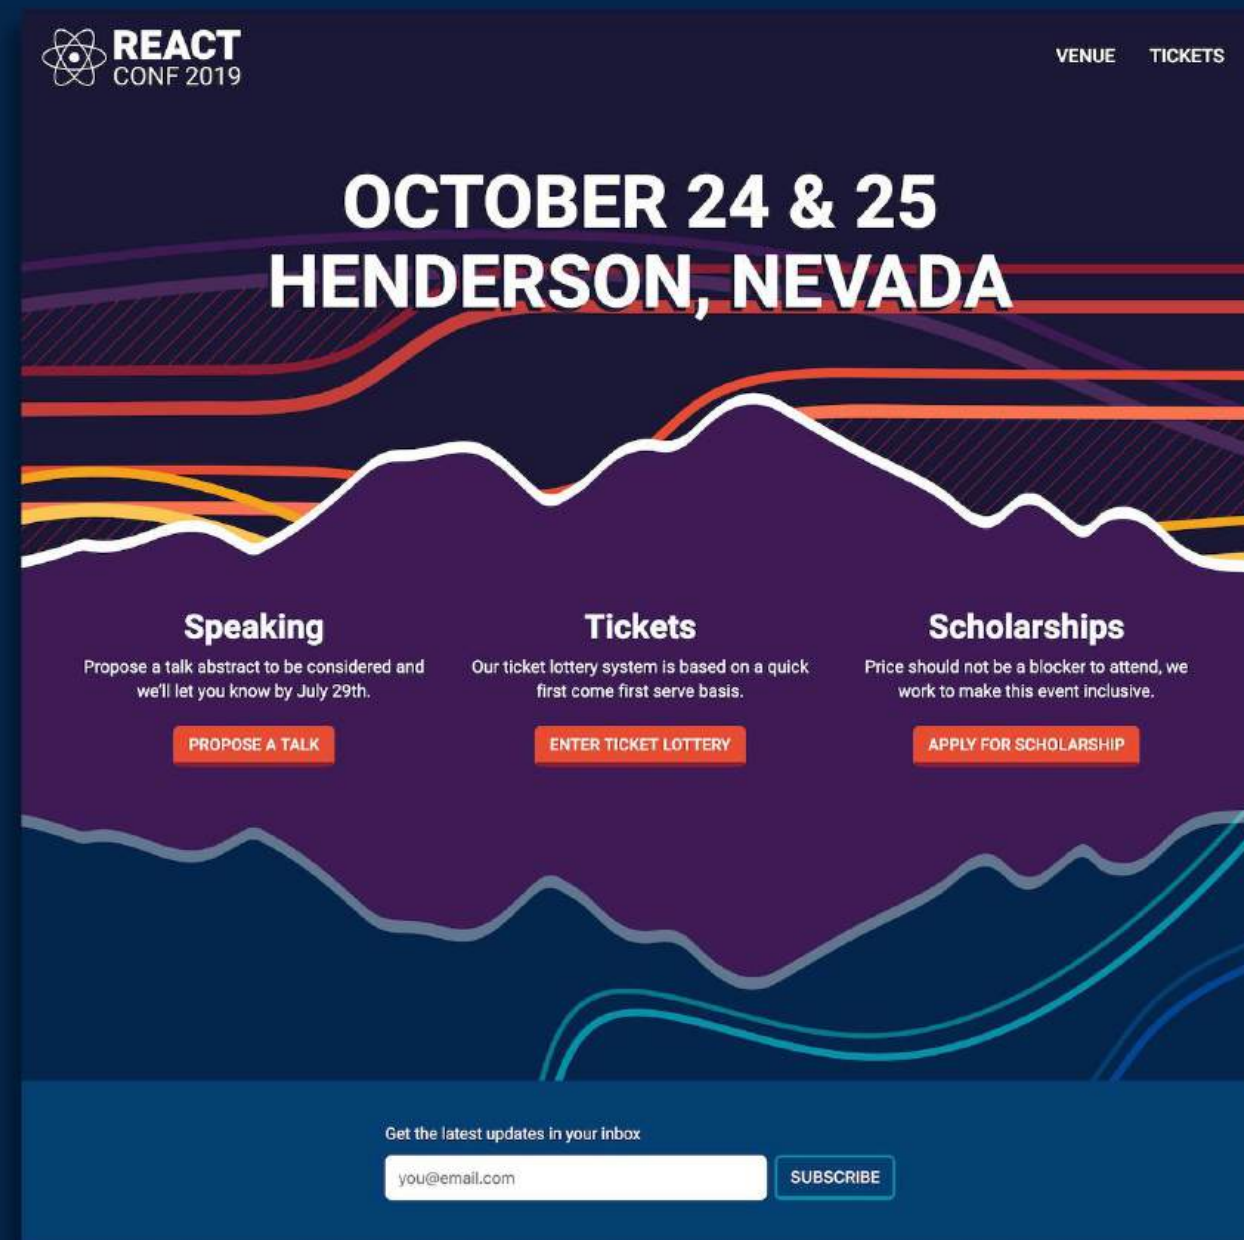 REACT
CONF 2019
VENUE TICKETS
OCTOBER 24 & 25
HENDERSON, NEVADA
Speaking
Propose a talk abstract to be considered and
we'll let you know by July 29th.
PROPOSE A TALK
Tickets
Our ticket lottery system is based on a quick
first come first serve basis.
ENTER TICKET LOTTERY
Scholarships
Price should not be a blocker to attend, we
work to make this event inclusive.
APPLY FOR SCHOLARSHIP
Get the latest updates in your inbox
you@email.com
SUBSCRIBE